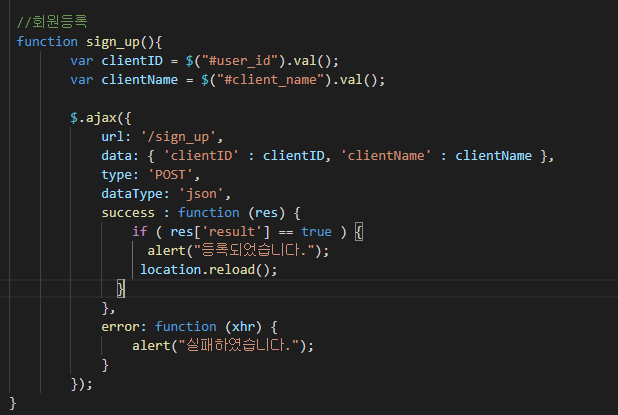 //회원등록
function sign_up(){
var clientID = $("#user_id").val();
var clientName = $("#client_name").val();
$.ajax({
url: '/sign_up',
data: { 'clientID' : clientID, 'clientName' : clientName },
type: 'POST',
dataType: 'json',
success : function (res) {
if ( res['result'] == true ) {
alert("등록되었습니다.");
location.reload();
}
},
error: function (xhr) {
alert("실패하였습니다.");
}
});
}